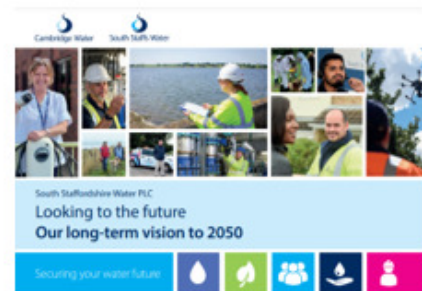 Cambridge Water
South Staffs Water
South Staffordshire Water PLC
Looking to the future
Our long-term vision to 2050
Securing your water future